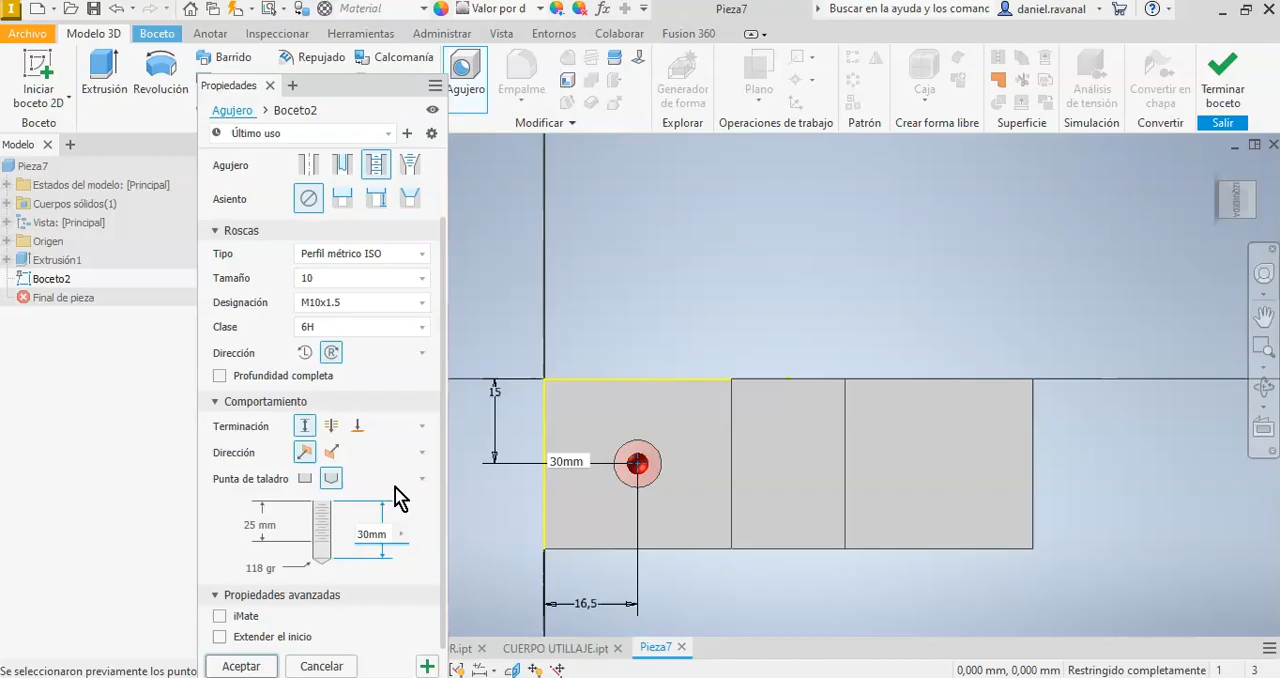 Material
Valor por d
Pieza7
Buscar en la ayuda y los comanc
daniel.ravanal
Archivo Modelo 3D Boceto Anotar Inspeccionar Herramientas Administrar Vista Entornos Colaborar Fusion 360
Iniciar
boceto 2D
Extrusión
Revolución
Barrido
Repujado
Calcomanía
Agujero
Empalme
Generador
de forma
Plano
Caja
Análisis
de tensión
Convertir en
chapa
Terminar
boceto
Boceto
Modificar
Explorar
Operaciones de trabajo
Patrón
Crear forma libre
Superficie
Simulación
Convertir
Salir
Modelo
Pieza7
Estados del modelo: [Principal]
Cuerpos sólidos(1)
Vista: [Principal]
Origen
Extrusión1
Boceto2
Final de pieza
Propiedades
Agujero > Boceto2
Último uso
Agujero
Asiento
Roscas
Tipo Perfil métrico ISO
Tamaño 10
Designación M10x1.5
Clase 6H
Dirección
Profundidad completa
Comportamiento
Terminación
Dirección
Punta de taladro
25 mm
30mm
118 gr
Propiedades avanzadas
iMate
Extender el inicio
Aceptar
Cancelar
IZQUIERDA
15
30mm
16,5
R.ipt
CUERPO UTILLAJE.ipt
Pieza7
Se seleccionaron previamente los punto
0,000 mm, 0,000 mm
Restringido completamente
1
3